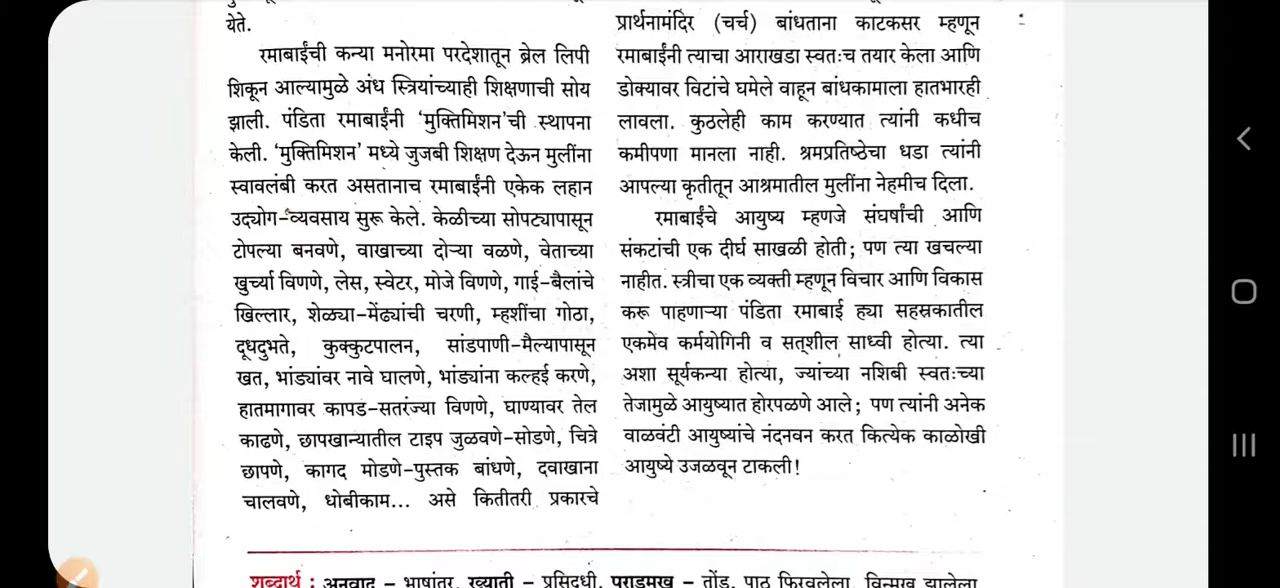 येते.
रमाबाईंची कन्या मनोरमा परदेशातून ब्रेल लिपी
शिकून आल्यामुळे अंध स्त्रियांच्याही शिक्षणाची सोय
झाली. पंडिता रमाबाईंनी ‘मुक्तिमिशन’ची स्थापना
केली. ‘मुक्तिमिशन’ मध्ये जुजबी शिक्षण देऊन मुलींना
स्वावलंबी करत असतानाच रमाबाईंनी एकेक लहान
उद्योग-व्यवसाय सुरू केले. केळीच्या सोपट्यापासून
टोपल्या बनवणे, वाखाच्या दोऱ्या वळणे, वेताच्या
खुर्च्या विणणे, लेस, स्वेटर, मोजे विणणे, गाई-बैलांचे
खिल्लार, शेळ्या-मेंढ्यांची चरणी, म्हशींचा गोठा,
दूधदुभते, कुक्कुटपालन, सांडपाणी-मैल्यापासून
खत, भांड्यांवर नावे घालणे, भांड्यांना कल्हई करणे,
हातमागावर कापड-सतरंज्या विणणे, घाण्यावर तेल
काढणे, छापखान्यातील टाइप जुळवणे-सोडणे, चित्रे
छापणे, कागद मोडणे-पुस्तक बांधणे, दवाखाना
चालवणे, धोबीकाम... असे कितीतरी प्रकारचे
प्रार्थनामंदिर (चर्च) बांधताना काटकसर म्हणून
रमाबाईंनी त्याचा आराखडा स्वतःच तयार केला आणि
डोक्यावर विटांचे घमेले वाहून बांधकामाला हातभारही
लावला. कुठलेही काम करण्यात त्यांनी कधीच
कमीपणा मानला नाही. श्रमप्रतिष्ठेचा धडा त्यांनी
आपल्या कृतीतून आश्रमातील मुलींना नेहमीच दिला.
रमाबाईंचे आयुष्य म्हणजे संघर्षांची आणि
संकटांची एक दीर्घ साखळी होती; पण त्या खचल्या
नाहीत. स्त्रीचा एक व्यक्ती म्हणून विचार आणि विकास
करू पाहणाऱ्या पंडिता रमाबाई ह्या सहस्रकातील
एकमेव कर्मयोगिनी व सत्‌शील साध्वी होत्या. त्या
अशा सूर्यकन्या होत्या, ज्यांच्या नशिबी स्वतःच्या
तेजामुळे आयुष्यात होरपळणे आले; पण त्यांनी अनेक
वाळवंटी आयुष्यांचे नंदनवन करत कित्येक काळोखी
आयुष्ये उजळवून टाकली!
शब्दार्थ : अनुवाद – भाषांतर, ख्याती – प्रसिद्धी, पराङमुख – तोंड, पाठ फिरवलेला, विन्मुख झालेला